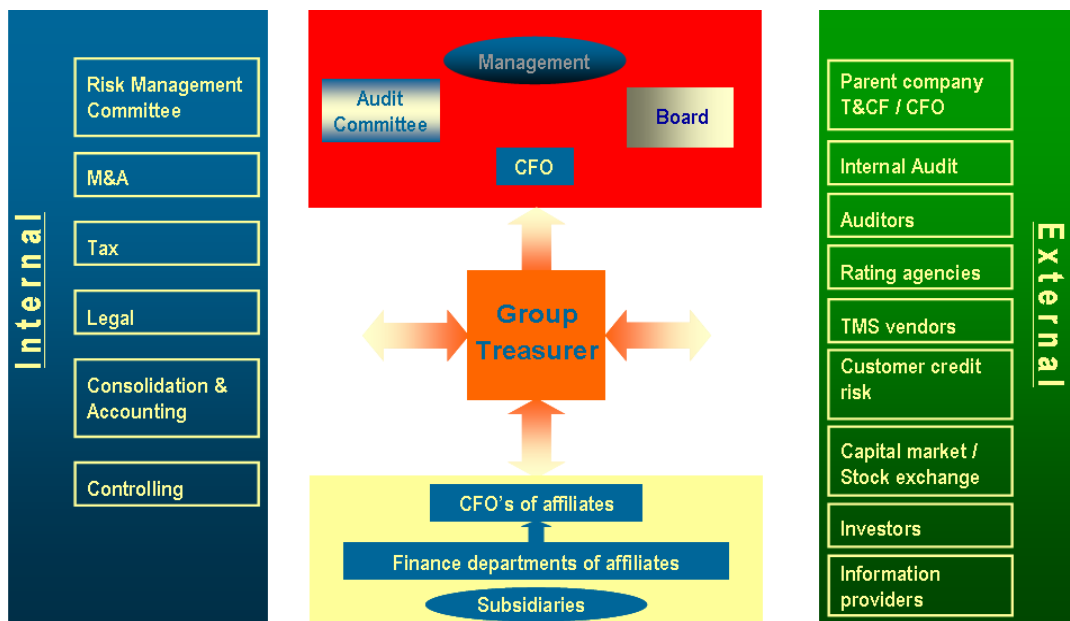 Internal
Risk Management
Committee
M&A
Tax
Legal
Consolidation &
Accounting
Controlling
Management
Audit
Committee
Board
CFO
Group
Treasurer
CFO's of affiliates
Finance departments of affiliates
Subsidiaries
Parent company
T&CF / CFO
Internal Audit
Auditors
Rating agencies
TMS vendors
Customer credit
risk
Capital market /
Stock exchange
Investors
Information
providers
External